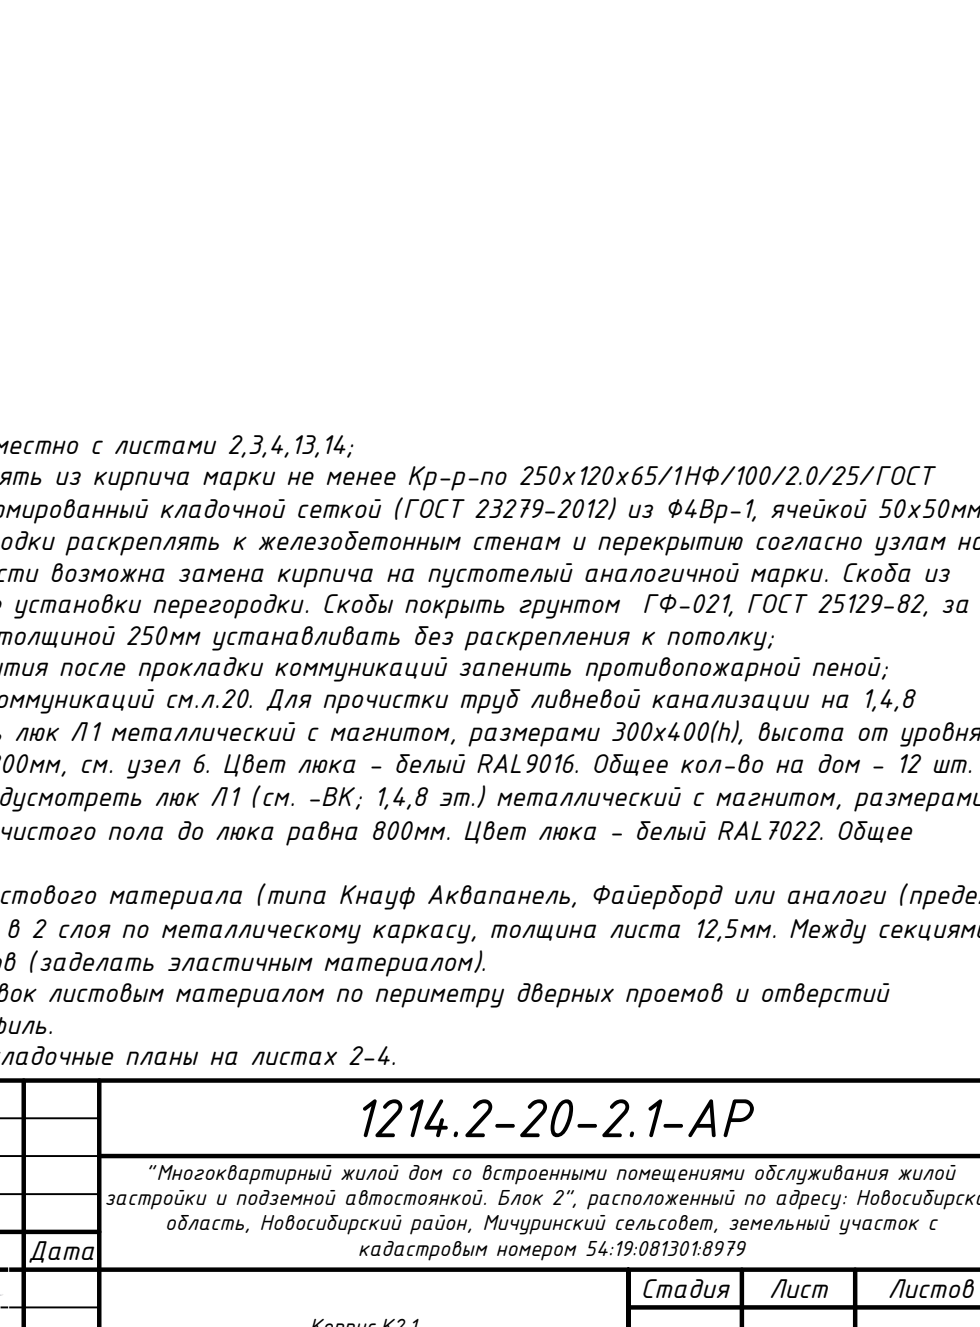 местно с листами 2,3,4,13,14;
ять из кирпича марки не менее Кр-р-по 250х120х65/1НФ/100/2.0/25/ГОСТ
омированный кладочной сеткой (ГОСТ 23279-2012) из Ф4Вр-1, ячейкой 50х50мм
одки раскреплять к железобетонным стенам и перекрытию согласно узлам на
сти возможна замена кирпича на пустотелый аналогичной марки. Скоба из
установки перегородки. Скобы покрыть грунтом ГФ-021, ГОСТ 25129-82, за
толщиной 250мм устанавливать без раскрепления к потолку;
ытия после прокладки коммуникаций запенить противопожарной пеной;
оммуникаций см.л.20. Для прочистки труб ливневой канализации на 1,4,8
ь люк Л1 металлический с магнитом, размерами 300х400(h), высота от уровня
00мм, см. узел 6. Цвет люка - белый RAL9016. Общее кол-во на дом - 12 шт.
дусмотреть люк Л1 (см. -ВК; 1,4,8 эт.) металлический с магнитом, размерами
чистого пола до люка равна 800мм. Цвет люка - белый RAL7022. Общее
стового материала (типа Кнауф Аквапанель, Файерборд или аналоги (преде
в 2 слоя по металлическому каркасу, толщина листа 12,5мм. Между секциями
ов (заделать эластичным материалом).
вок листовым материалом по периметру дверных проемов и отверстий
филь.
кладочные планы на листах 2-4.
1214.2-20-2.1-АР
"Многоквартирный жилой дом со встроенными помещениями обслуживания жилой
застройки и подземной автостоянкой. Блок 2", расположенный по адресу: Новосибирска
область, Новосибирский район, Мичуринский сельсовет, земельный участок с
кадастровым номером 54:19:081301:8979
Дата
Стадия Лист Листов
Корпус К2.1